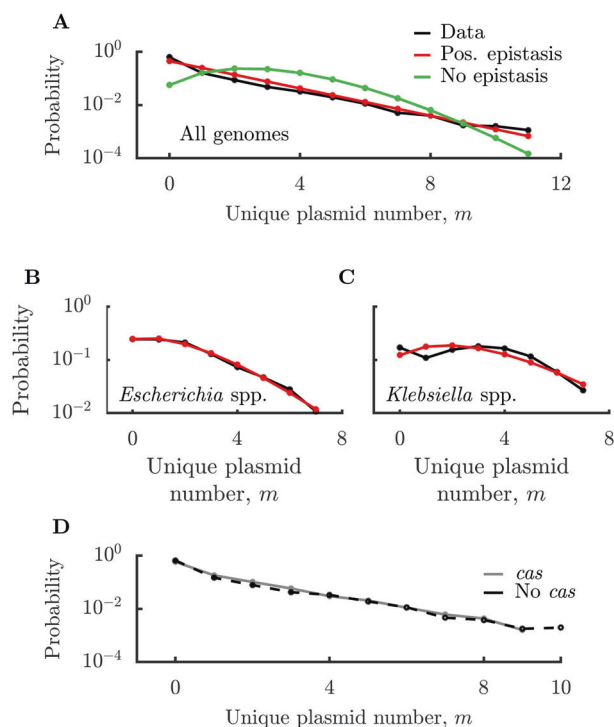 A
Data
Pos. epistasis
No epistasis
10^0
10^−2
10^−4
Probability
All genomes
0 4 8 12
Unique plasmid number, m
B
C
10^0
10^−1
10^−2
Probability
Escherichia spp.
Klebsiella spp.
0 4 8
0 4 8
Unique plasmid
number, m
Unique plasmid
number, m
D
cas
No cas
10^0
10^−2
10^−4
Probability
0 4 8 10
Unique plasmid number, m